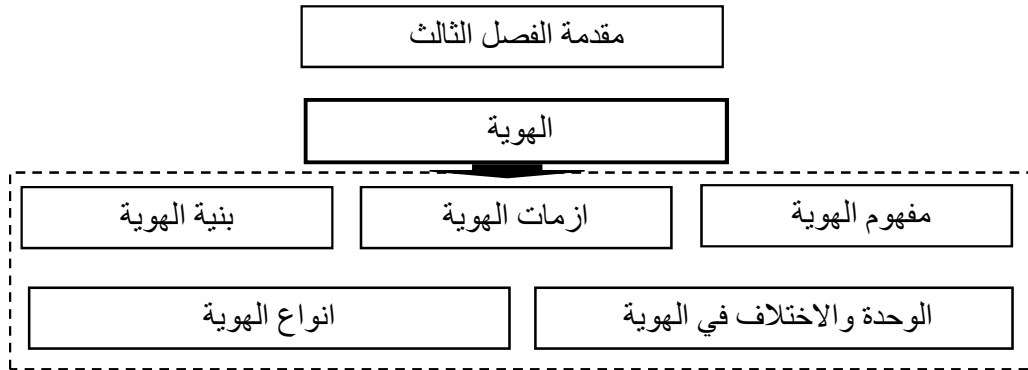 مقدمة الفصل الثالث
الهوية
مفهوم الهوية
ازمات الهوية
بنية الهوية
الوحدة والاختلاف في الهوية
انواع الهوية